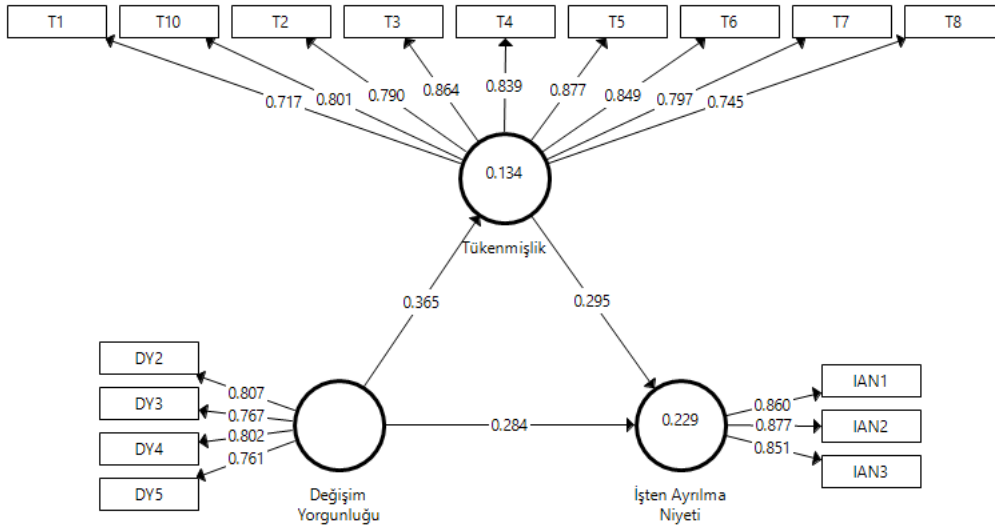 T1
T10
T2
T3
T4
T5
T6
T7
T8
0.717
0.801
0.790
0.864
0.839
0.877
0.849
0.797
0.745
0.134
Tükenmişlik
0.365
0.295
DY2
DY3
DY4
DY5
0.807
0.767
0.802
0.761
Değişim
Yorgunluğu
0.284
0.229
İşten Ayrılma
Niyeti
0.860
0.877
0.851
IAN1
IAN2
IAN3